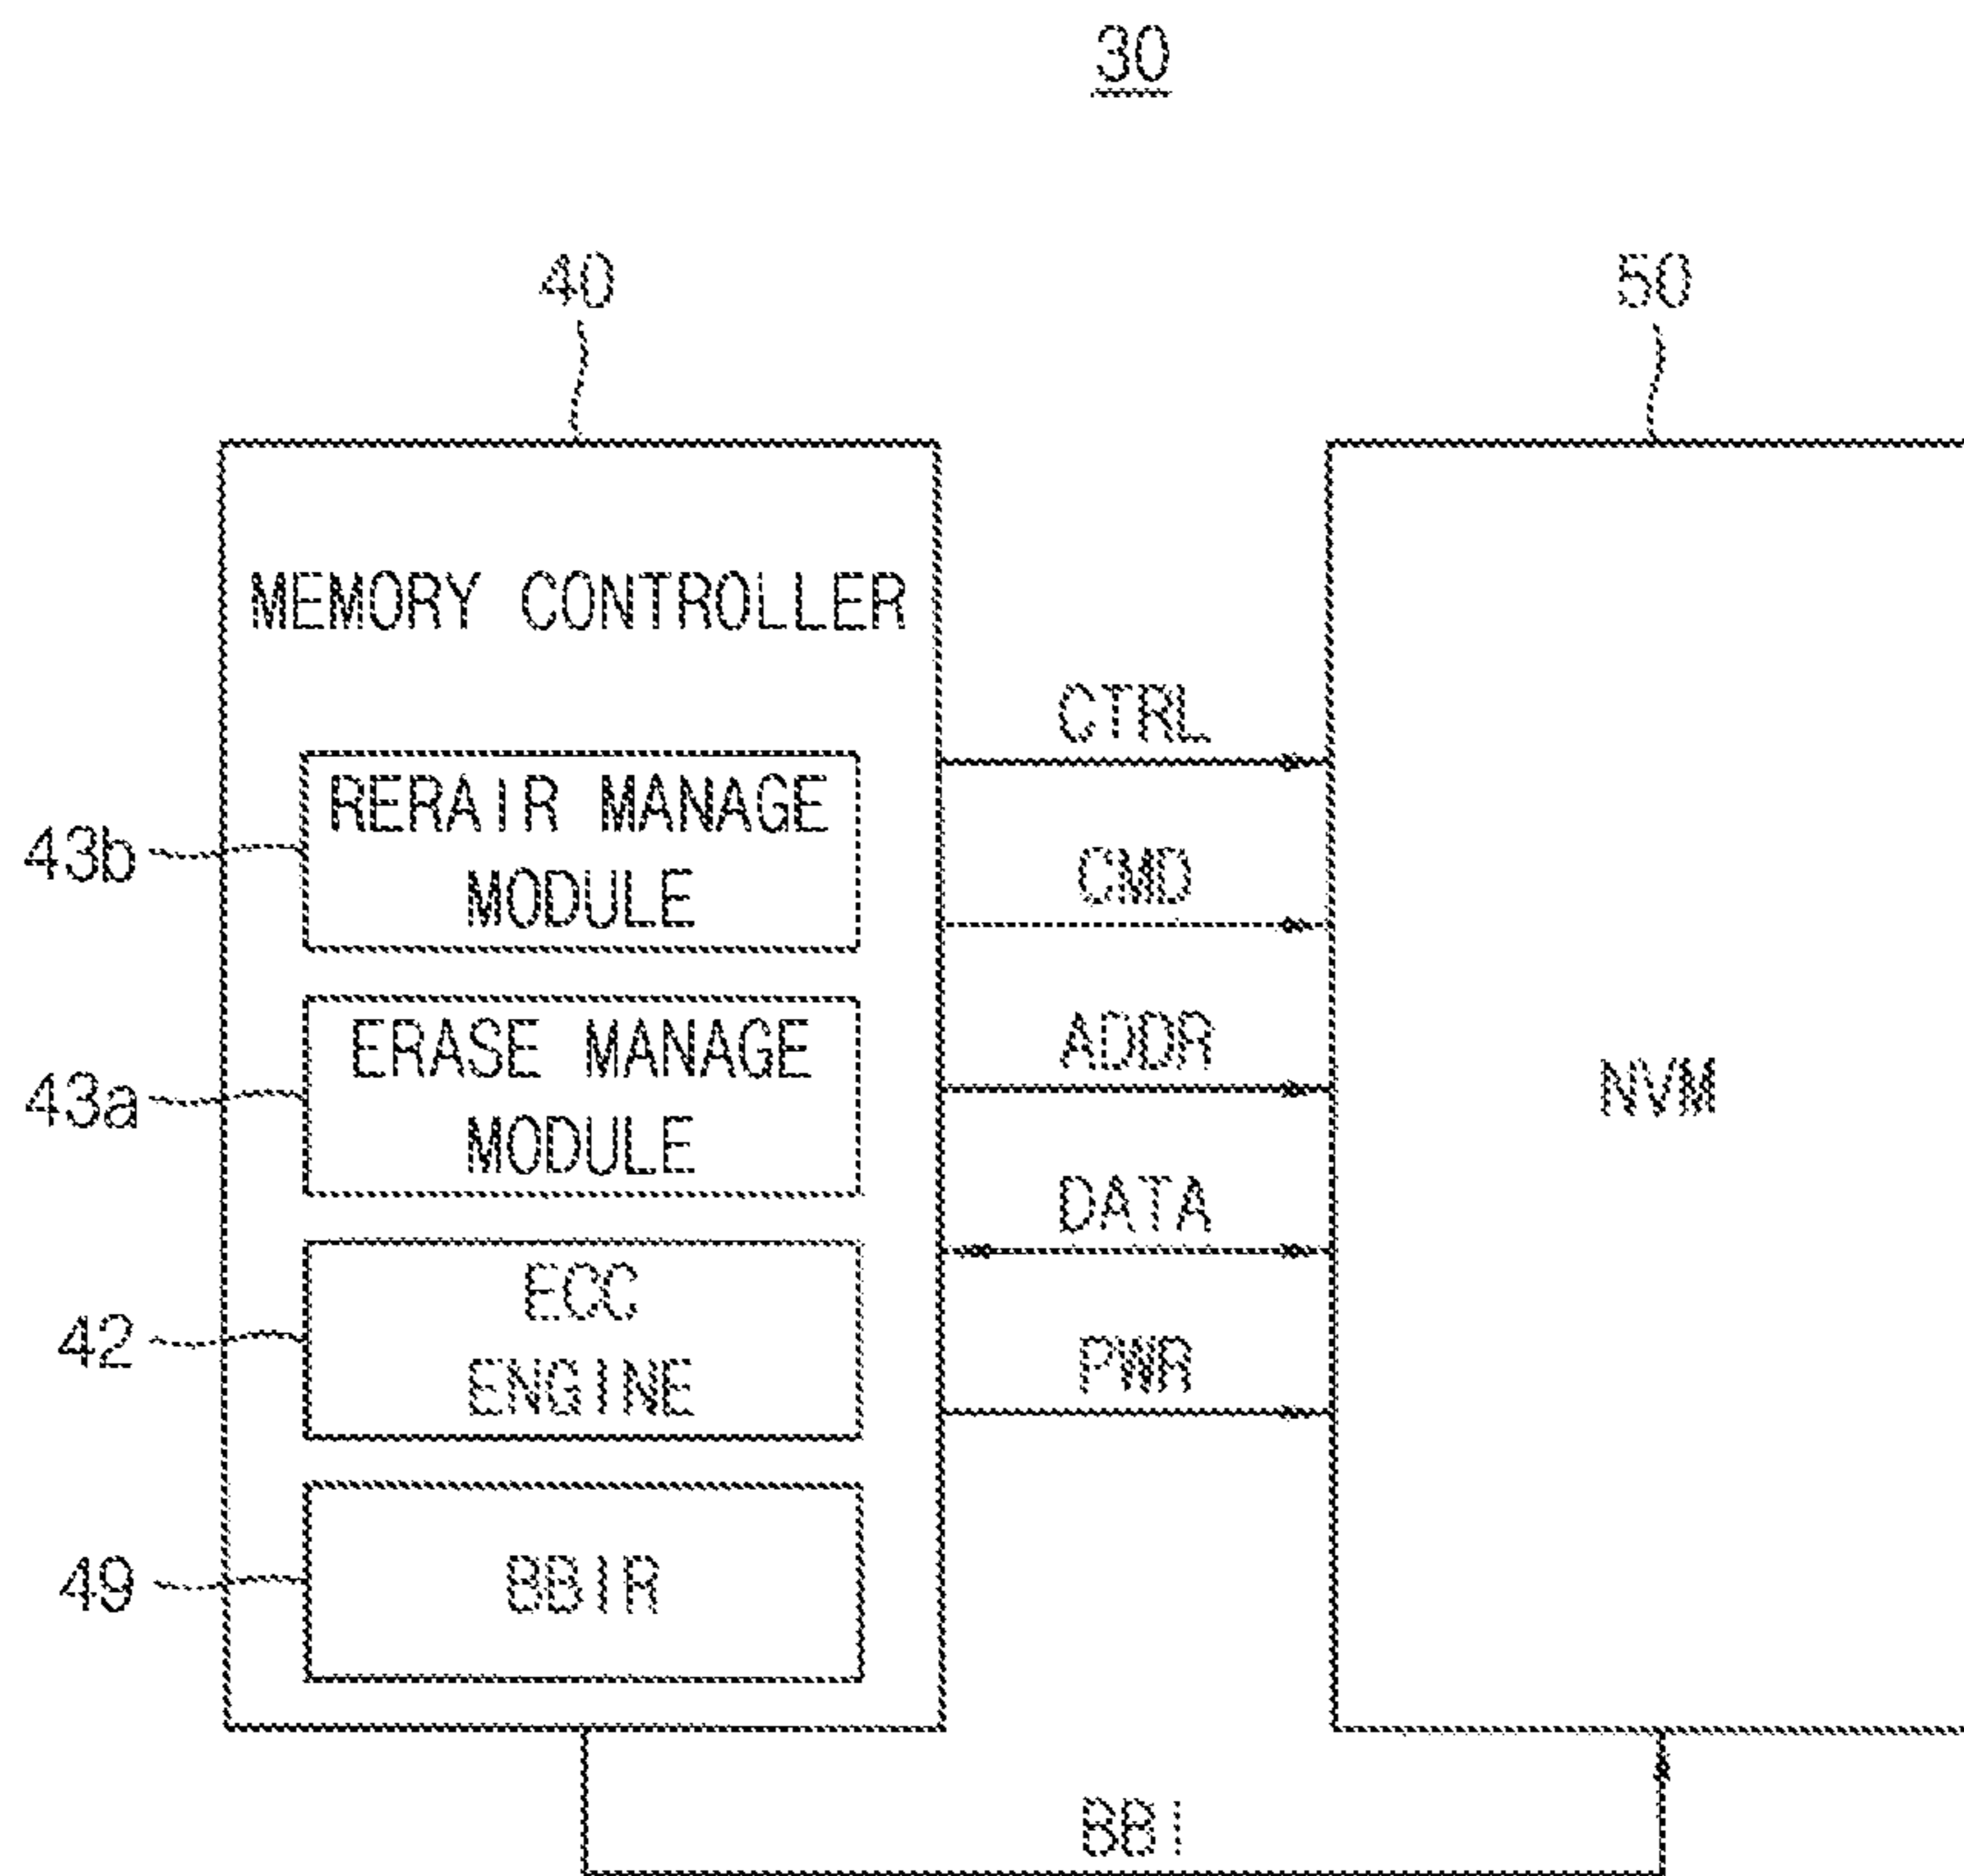 30
40
50
MEMORY CONTROLLER
CTRL
RERAIR MANAGE
MODULE
43b
CMD
ERASE MANAGE
MODULE
43a
ADDR
NVM
DATA
ECC
ENGINE
42
PWR
BBIR
49
BBI